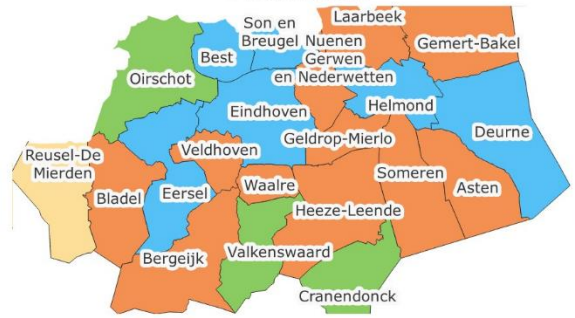 Laarbeek
Son en
Breugel
Nuenen
Gerwen
en Nederwetten
Gemert-Bakel
Best
Oirschot
Helmond
Eindhoven
Deurne
Geldrop-Mierlo
Veldhoven
Reusel-De
Mierden
Someren
Bladel
Eersel
Waalre
Asten
Heeze-Leende
Bergeijk
Valkenswaard
Cranendonck